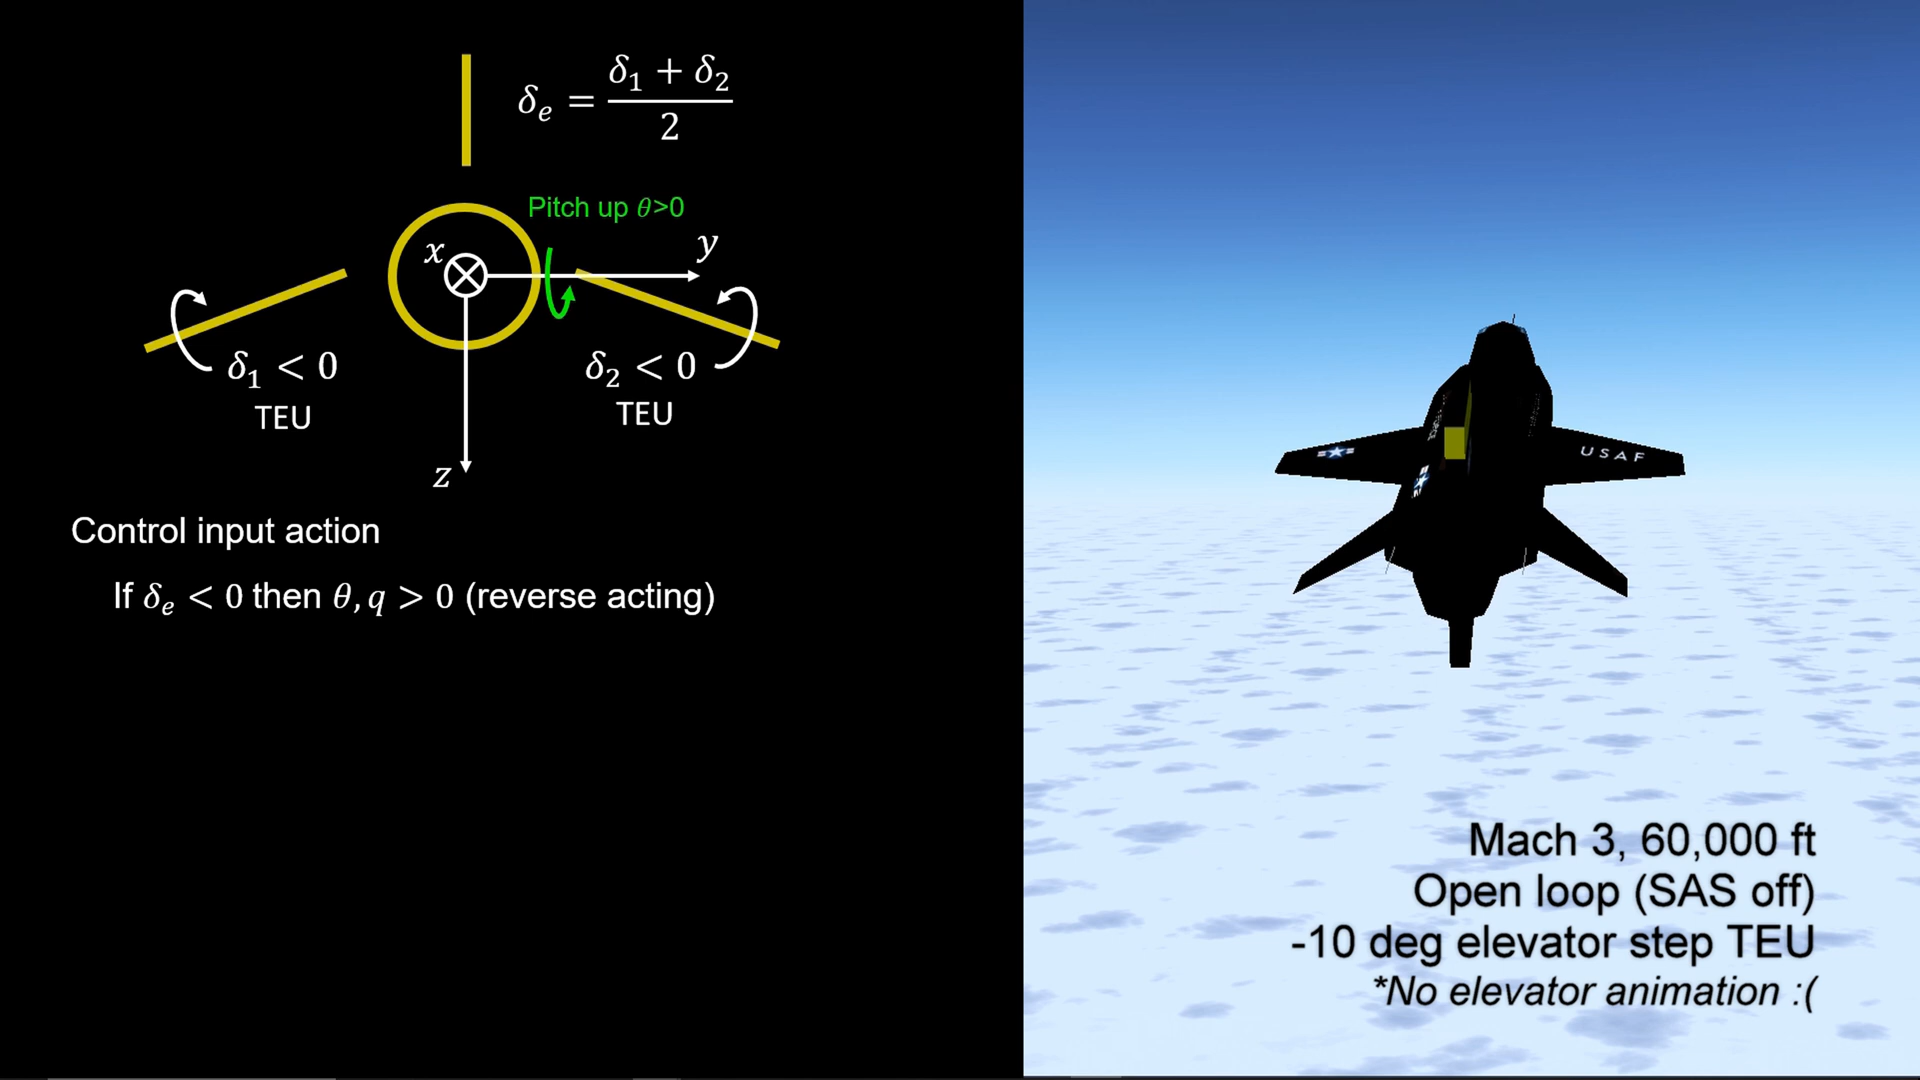 δₑ = (δ₁ + δ₂) / 2
Pitch up θ>0
x
y
δ₁ < 0
TEU
δ₂ < 0
TEU
z
Control input action
If δₑ < 0 then θ, q > 0 (reverse acting)
USAF
Mach 3, 60,000 ft
Open loop (SAS off)
-10 deg elevator step TEU
*No elevator animation :(